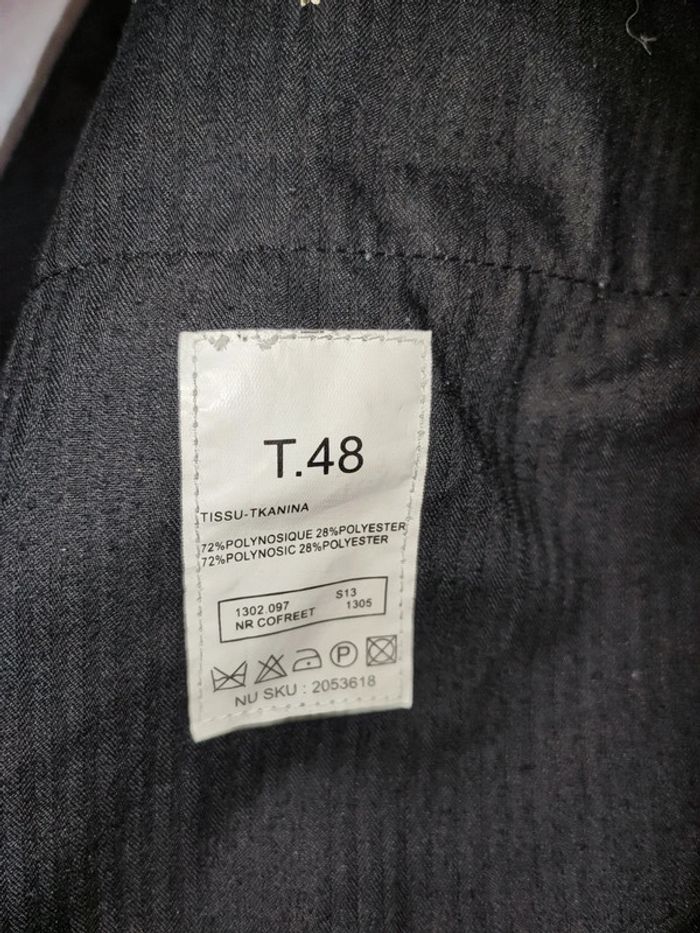 T.48
TISSU-TKANINA
72%POLYNOSIQUE 28%POLYESTER
72%POLYNOSIC 28%POLYESTER
1302.097 S13
NR COFREET 1305
P
NU SKU : 2053618